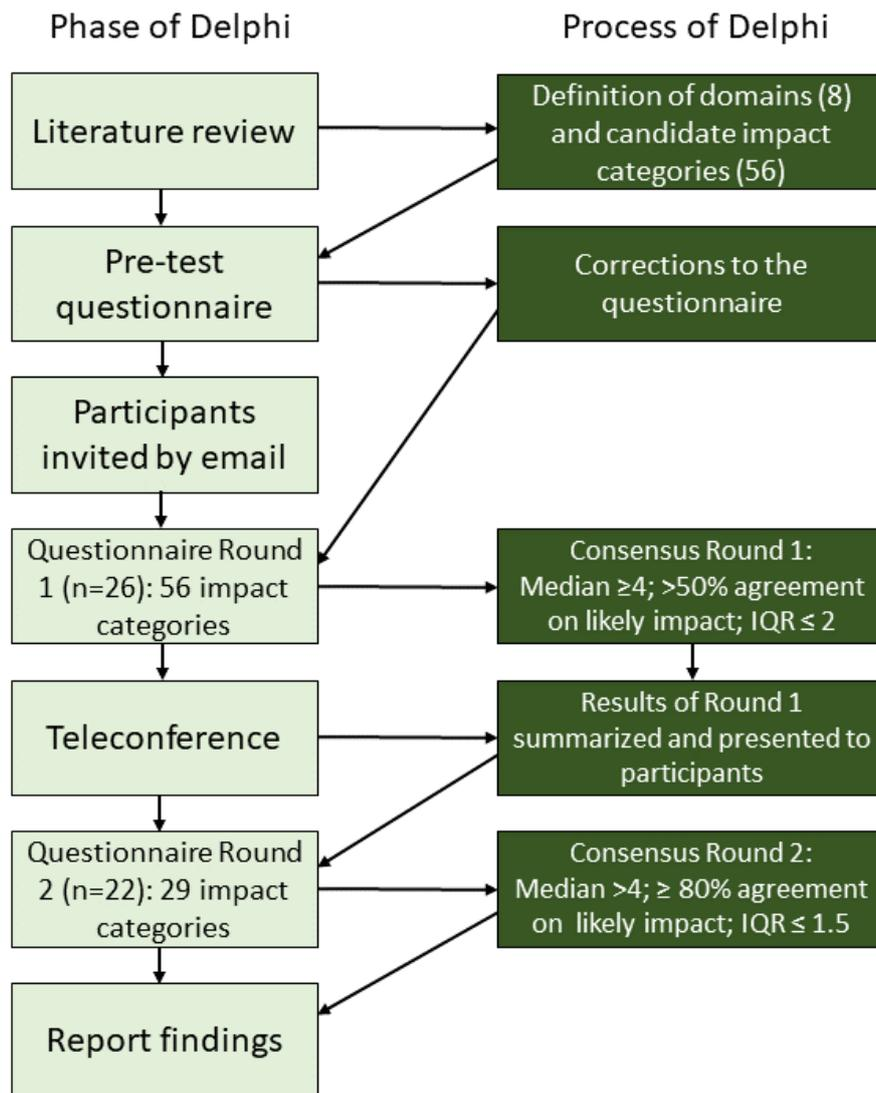 Phase of Delphi
Process of Delphi
Literature review
Definition of domains (8)
and candidate impact
categories (56)
Pre-test
questionnaire
Corrections to the
questionnaire
Participants
invited by email
Questionnaire Round
1 (n=26): 56 impact
categories
Consensus Round 1:
Median ≥4; >50% agreement
on likely impact; IQR ≤ 2
Teleconference
Results of Round 1
summarized and presented to
participants
Questionnaire Round
2 (n=22): 29 impact
categories
Consensus Round 2:
Median >4; ≥ 80% agreement
on likely impact; IQR ≤ 1.5
Report findings